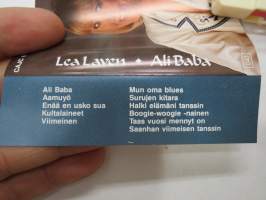 Lea Laven • Ali Baba
Ali Baba
Aamuyö
Enää en usko sua
Kultalaineet
Viimeinen
Mun oma blues
Surujen kitara
Halki elämäni tanssin
Boogie-woogie -nainen
Taas vuosi mennyt on
Saanhan viimeisen tanssin